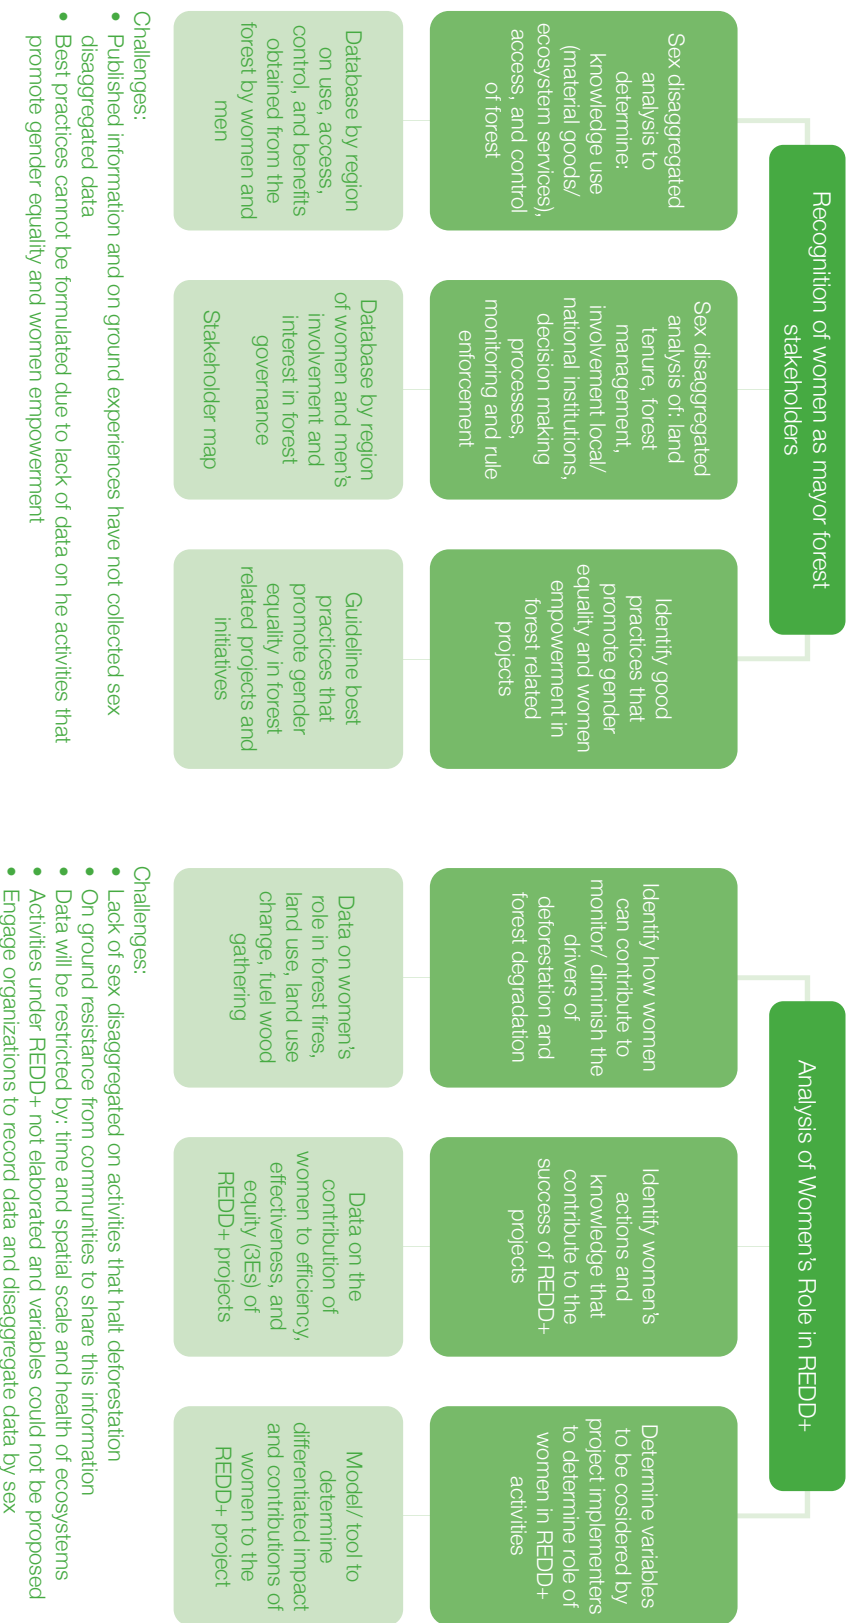 Recognition of women as mayor forest
stakeholders
Sex disaggregated
analysis to
determine:
knowledge use
(material goods/
ecosystem services),
access, and control
of forest
Sex disaggregated
analysis of: land
tenure, forest
management,
involvement local/
national institutions,
decision making
processes,
monitoring and rule
enforcement
Identify good
practices that
promote gender
equality and women
empowerment in
forest related
projects
Database by region
on use, access,
control, and benefits
obtained from the
forest by women and
men
Database by region
of women and men's
involvement and
interest in forest
governance
Stakeholder map
Guideline best
practices that
promote gender
equality in forest
related projects and
initiatives
Challenges:
• Published information and on ground experiences have not collected sex
disaggregated data
• Best practices cannot be formulated due to lack of data on he activities that
promote gender equality and women empowerment
Analysis of Women's Role in REDD+
Identify how women
can contribute to
monitor/ diminish the
drivers of
deforestation and
forest degradation
Identify women's
actions and
knowledge that
contribute to the
success of REDD+
projects
Determine variables
to be cosidered by
project implementers
to determine role of
women in REDD+
activities
Data on women's
role in forest fires,
land use, land use
change, fuel wood
gathering
Data on the
contribution of
women to efficiency,
effectiveness, and
equity (3Es) of
REDD+ projects
Model/ tool to
determine
differentiated impact
and contributions of
women to the
REDD+ project
Challenges:
• Lack of sex disaggregated on activities that halt deforestation
• On ground resistance from communities to share this information
• Data will be restricted by: time and spatial scale and health of ecosystems
• Activities under REDD+ not elaborated and variables could not be proposed
• Engage organizations to record data and disaggregate data by sex